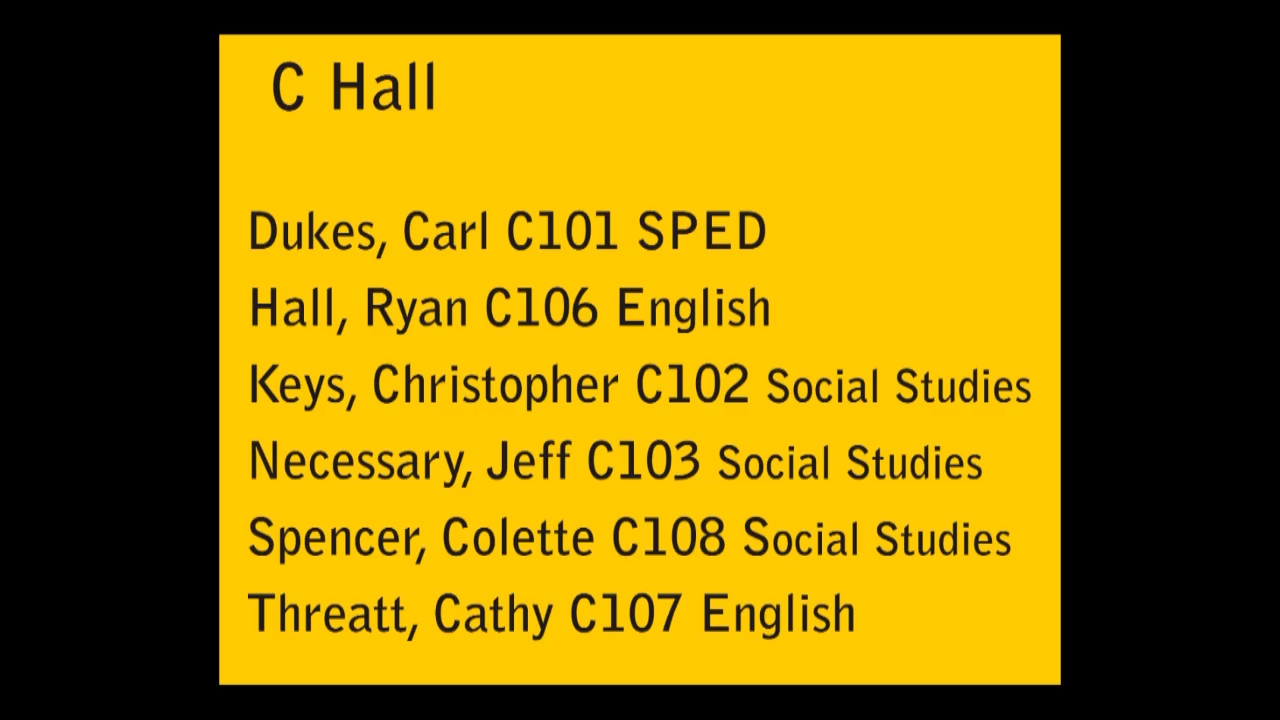 C Hall
Dukes, Carl C101 SPED
Hall, Ryan C106 English
Keys, Christopher C102 Social Studies
Necessary, Jeff C103 Social Studies
Spencer, Colette C108 Social Studies
Threatt, Cathy C107 English